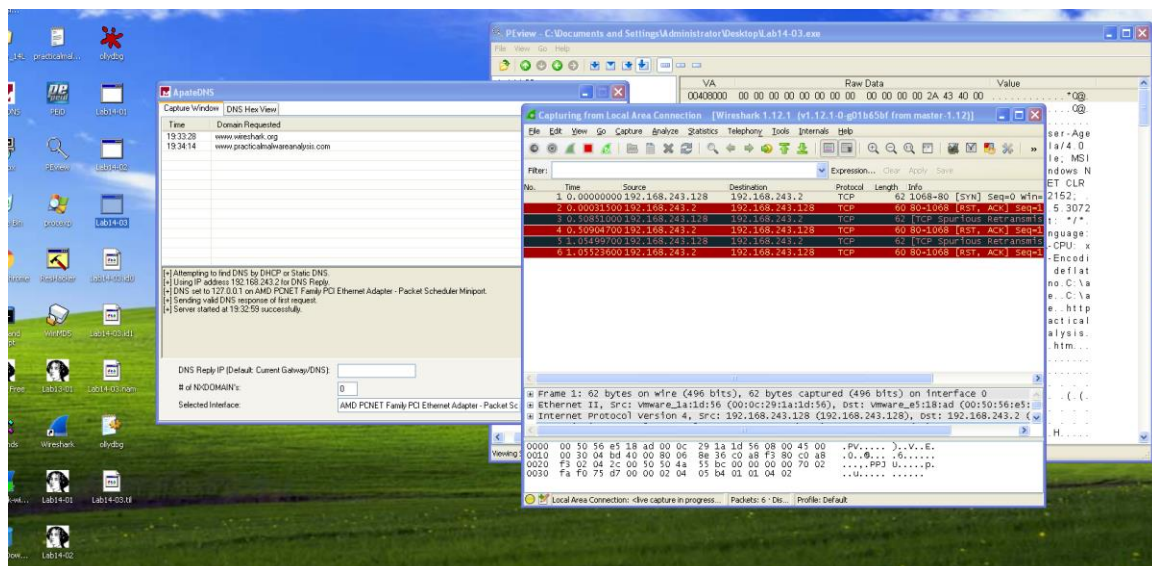 _14L
practicalmal...
ollydbg
PEiD
Lab14-01
PEview
Lab14-02
procexp
Lab14-03
ResHacker
Lab14-03.id0
WinMD5
Lab14-03.id1
Lab13-01
Lab14-03.nam
Wireshark
ollydbg
Lab14-01
Lab14-03.til
Lab14-02
ApateDNS
Capture Window DNS Hex View
Time Domain Requested
19:33:28 www.wireshark.org
19:34:14 www.practicalmalwareanalysis.com
[+] Attempting to find DNS by DHCP or Static DNS.
[+] Using IP address 192.168.243.2 for DNS Reply.
[+] DNS set to 127.0.0.1 on AMD PCNET Family PCI Ethernet Adapter - Packet Scheduler Miniport.
[+] Sending valid DNS response of first request.
[+] Server started at 19:32:59 successfully.
DNS Reply IP (Default: Current Gatway/DNS):
# of NXDOMAIN's: 0
Selected Interface: AMD PCNET Family PCI Ethernet Adapter - Packet Sc
PEview - C:\Documents and Settings\Administrator\Desktop\Lab14-03.exe
File View Go Help
VA Raw Data Value
00408000 00 00 00 00 00 00 00 00 00 00 00 00 2A 43 40 00 ............*C@.
ser-Age
la/4.0
le; MSI
ndows N
ET CLR
2152;
5.3072
t: */*.
nguage:
-CPU: x
-Encodi
deflat
no.C:\a
e..C:\a
e..http
actical
alysis.
.htm...
Viewing
Capturing from Local Area Connection [Wireshark 1.12.1 (v1.12.1-0-g01b65bf from master-1.12)]
File Edit View Go Capture Analyze Statistics Telephony Tools Internals Help
Filter: Expression... Clear Apply Save
No. Time Source Destination Protocol Length Info
1 0.00000000 192.168.243.128 192.168.243.2 TCP 62 1068→80 [SYN] Seq=0 Win=
2 0.00031500 192.168.243.2 192.168.243.128 TCP 60 80→1068 [RST, ACK] Seq=1
3 0.50851000 192.168.243.128 192.168.243.2 TCP 62 [TCP Spurious Retransmis
4 0.50904700 192.168.243.2 192.168.243.128 TCP 60 80→1068 [RST, ACK] Seq=1
5 1.05499700 192.168.243.128 192.168.243.2 TCP 62 [TCP Spurious Retransmis
6 1.05523600 192.168.243.2 192.168.243.128 TCP 60 80→1068 [RST, ACK] Seq=1
Frame 1: 62 bytes on wire (496 bits), 62 bytes captured (496 bits) on interface 0
Ethernet II, Src: Vmware_1a:1d:56 (00:0c:29:1a:1d:56), Dst: Vmware_e5:18:ad (00:50:56:e5:
Internet Protocol Version 4, Src: 192.168.243.128 (192.168.243.128), Dst: 192.168.243.2 (
0000 00 50 56 e5 18 ad 00 0c 29 1a 1d 56 08 00 45 00 .PV..... )..V..E.
0010 00 30 04 bd 40 00 80 06 8e 36 c0 a8 f3 80 c0 a8 .0..@... .6......
0020 f3 02 04 2c 00 50 50 4a 55 bc 00 00 00 00 70 02 ...,.PPJ U.....p.
0030 fa f0 75 d7 00 00 02 04 05 b4 01 01 04 02 ..u..... ......
Local Area Connection: <live capture in progress... Packets: 6 · Dis... Profile: Default